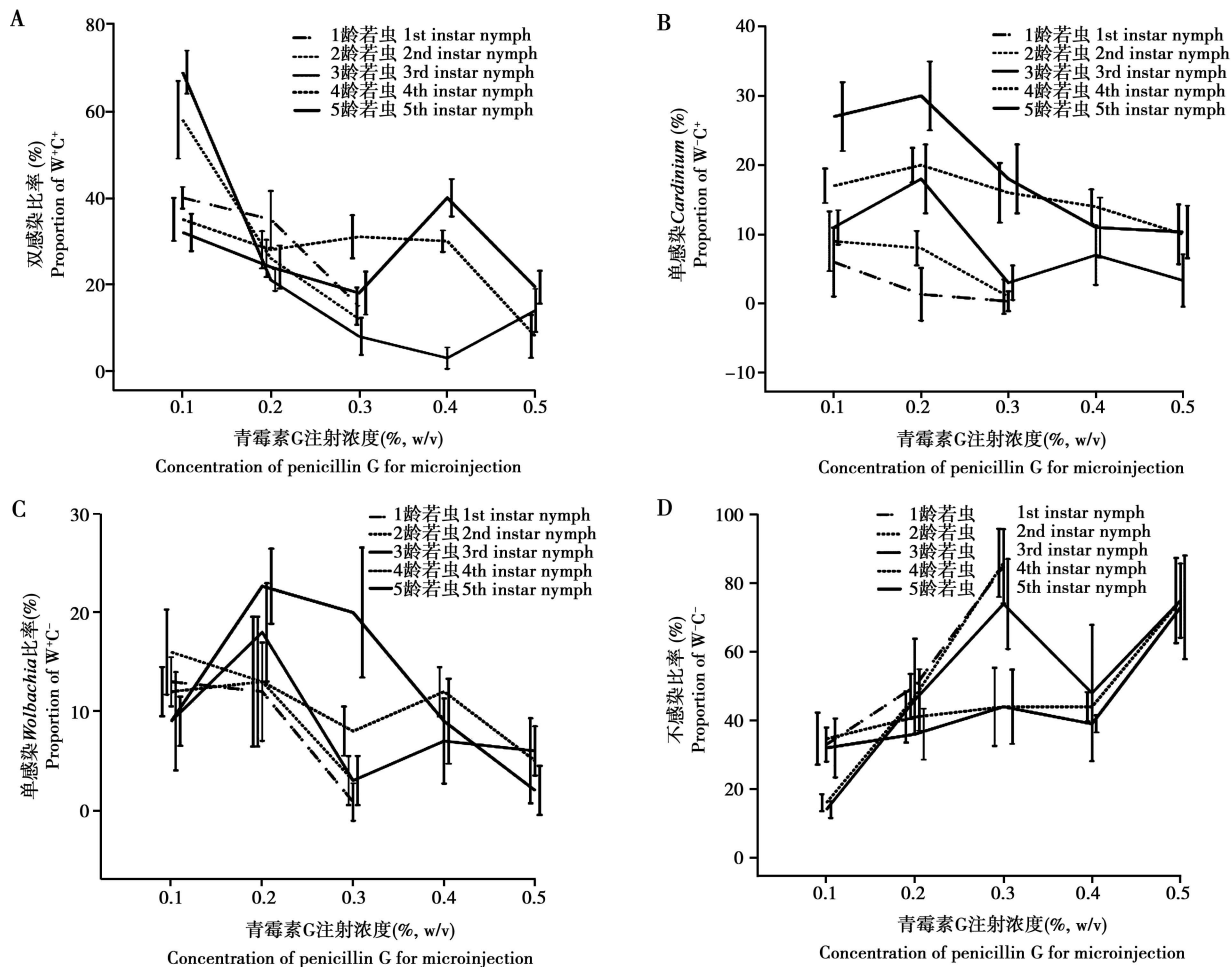 A
80
60
40
20
0
双感染比率 (%)
Proportion of W+C+
1龄若虫 1st instar nymph
2龄若虫 2nd instar nymph
3龄若虫 3rd instar nymph
4龄若虫 4th instar nymph
5龄若虫 5th instar nymph
0.1 0.2 0.3 0.4 0.5
青霉素G注射浓度(%, w/v)
Concentration of penicillin G for microinjection
B
40
30
20
10
0
-10
单感染Cardinium (%)
Proportion of W-C+
1龄若虫 1st instar nymph
2龄若虫 2nd instar nymph
3龄若虫 3rd instar nymph
4龄若虫 4th instar nymph
5龄若虫 5th instar nymph
0.1 0.2 0.3 0.4 0.5
青霉素G注射浓度(%, w/v)
Concentration of penicillin G for microinjection
C
30
20
10
0
单感染Wolbachia比率(%)
Proportion of W+C-
1龄若虫 1st instar nymph
2龄若虫 2nd instar nymph
3龄若虫 3rd instar nymph
4龄若虫 4th instar nymph
5龄若虫 5th instar nymph
0.1 0.2 0.3 0.4 0.5
青霉素G注射浓度(%, w/v)
Concentration of penicillin G for microinjection
D
100
80
60
40
20
0
不感染比率 (%)
Proportion of W-C-
1龄若虫 1st instar nymph
2龄若虫 2nd instar nymph
3龄若虫 3rd instar nymph
4龄若虫 4th instar nymph
5龄若虫 5th instar nymph
0.1 0.2 0.3 0.4 0.5
青霉素G注射浓度(%, w/v)
Concentration of penicillin G for microinjection